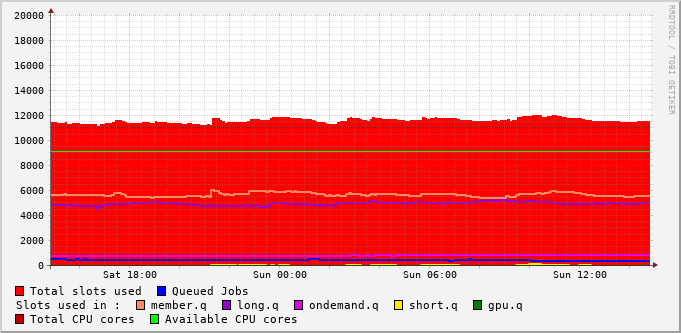 20000
18000
16000
14000
12000
10000
8000
6000
4000
2000
0
Sat 18:00 Sun 00:00 Sun 06:00 Sun 12:00
RRDTOOL / TOBI OETIKER
Total slots used Queued Jobs
Slots used in : member.q long.q ondemand.q short.q gpu.q
Total CPU cores Available CPU cores